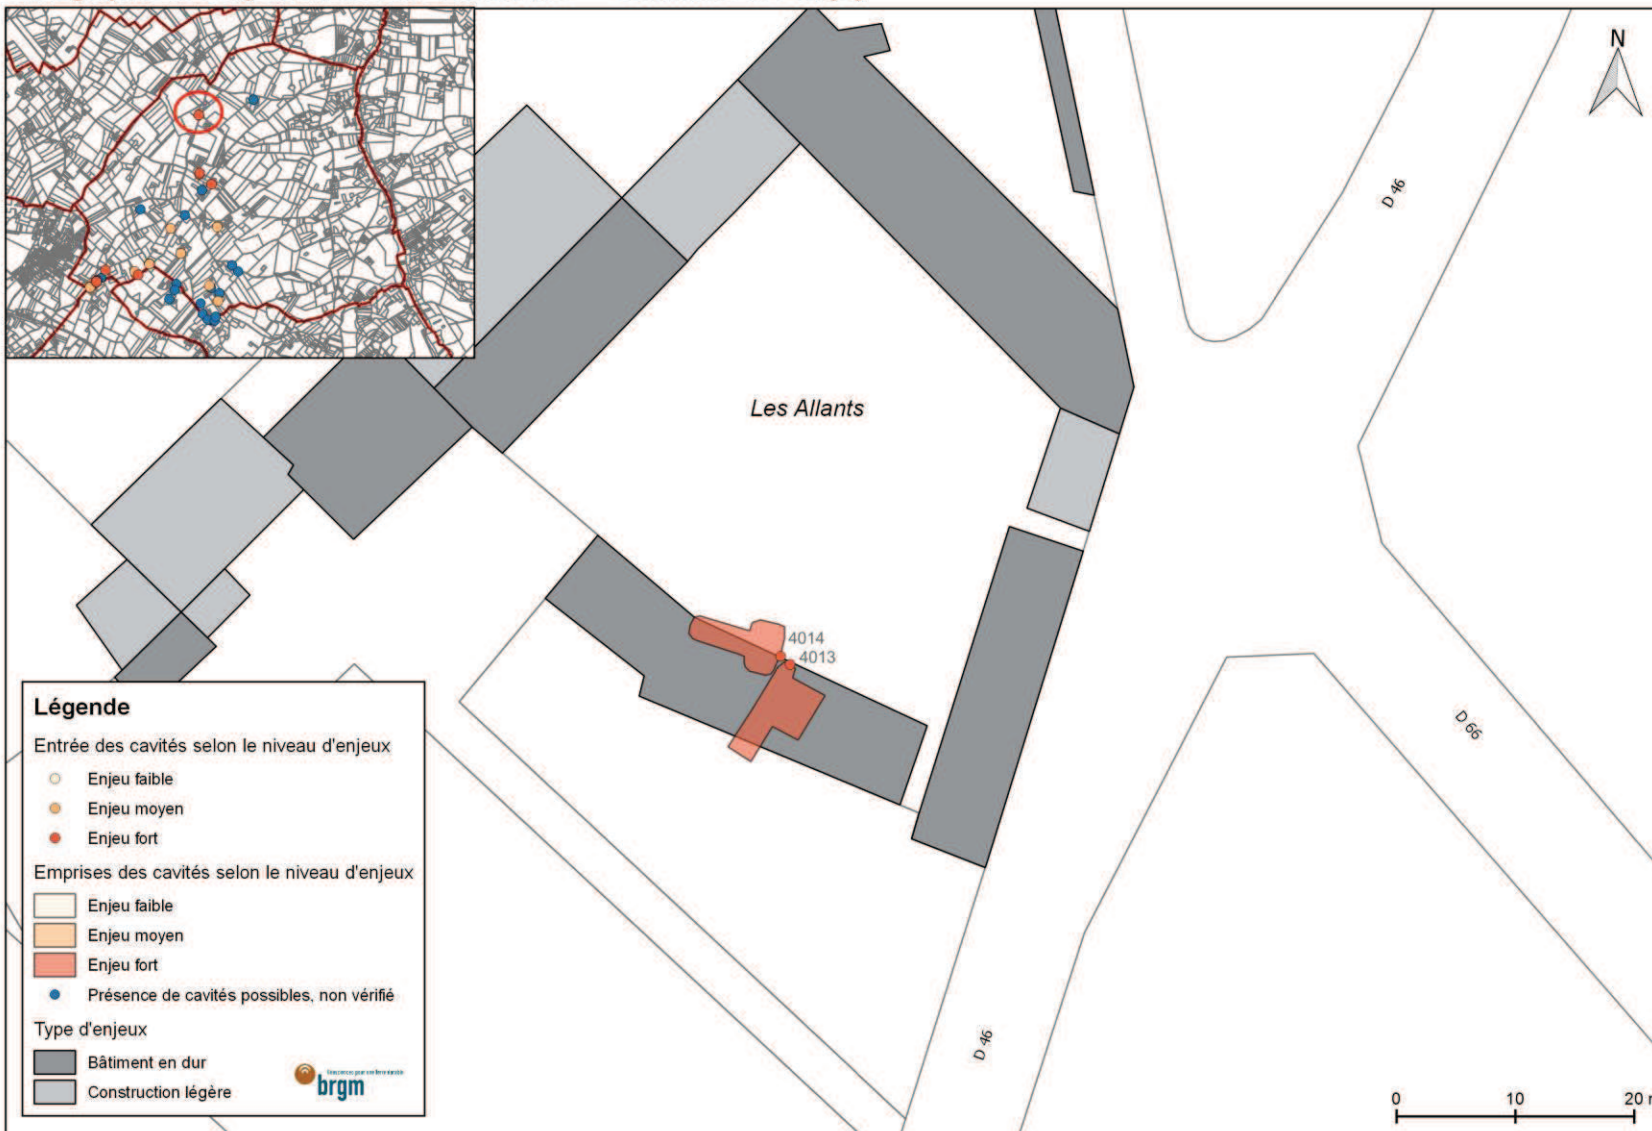 N
D 46
Les Allants
4014
4013
D 66
D 46
Légende
Entrée des cavités selon le niveau d'enjeux
Enjeu faible
Enjeu moyen
Enjeu fort
Emprises des cavités selon le niveau d'enjeux
Enjeu faible
Enjeu moyen
Enjeu fort
Présence de cavités possibles, non vérifié
Type d'enjeux
Bâtiment en dur
Construction légère
brgm
0 10 20